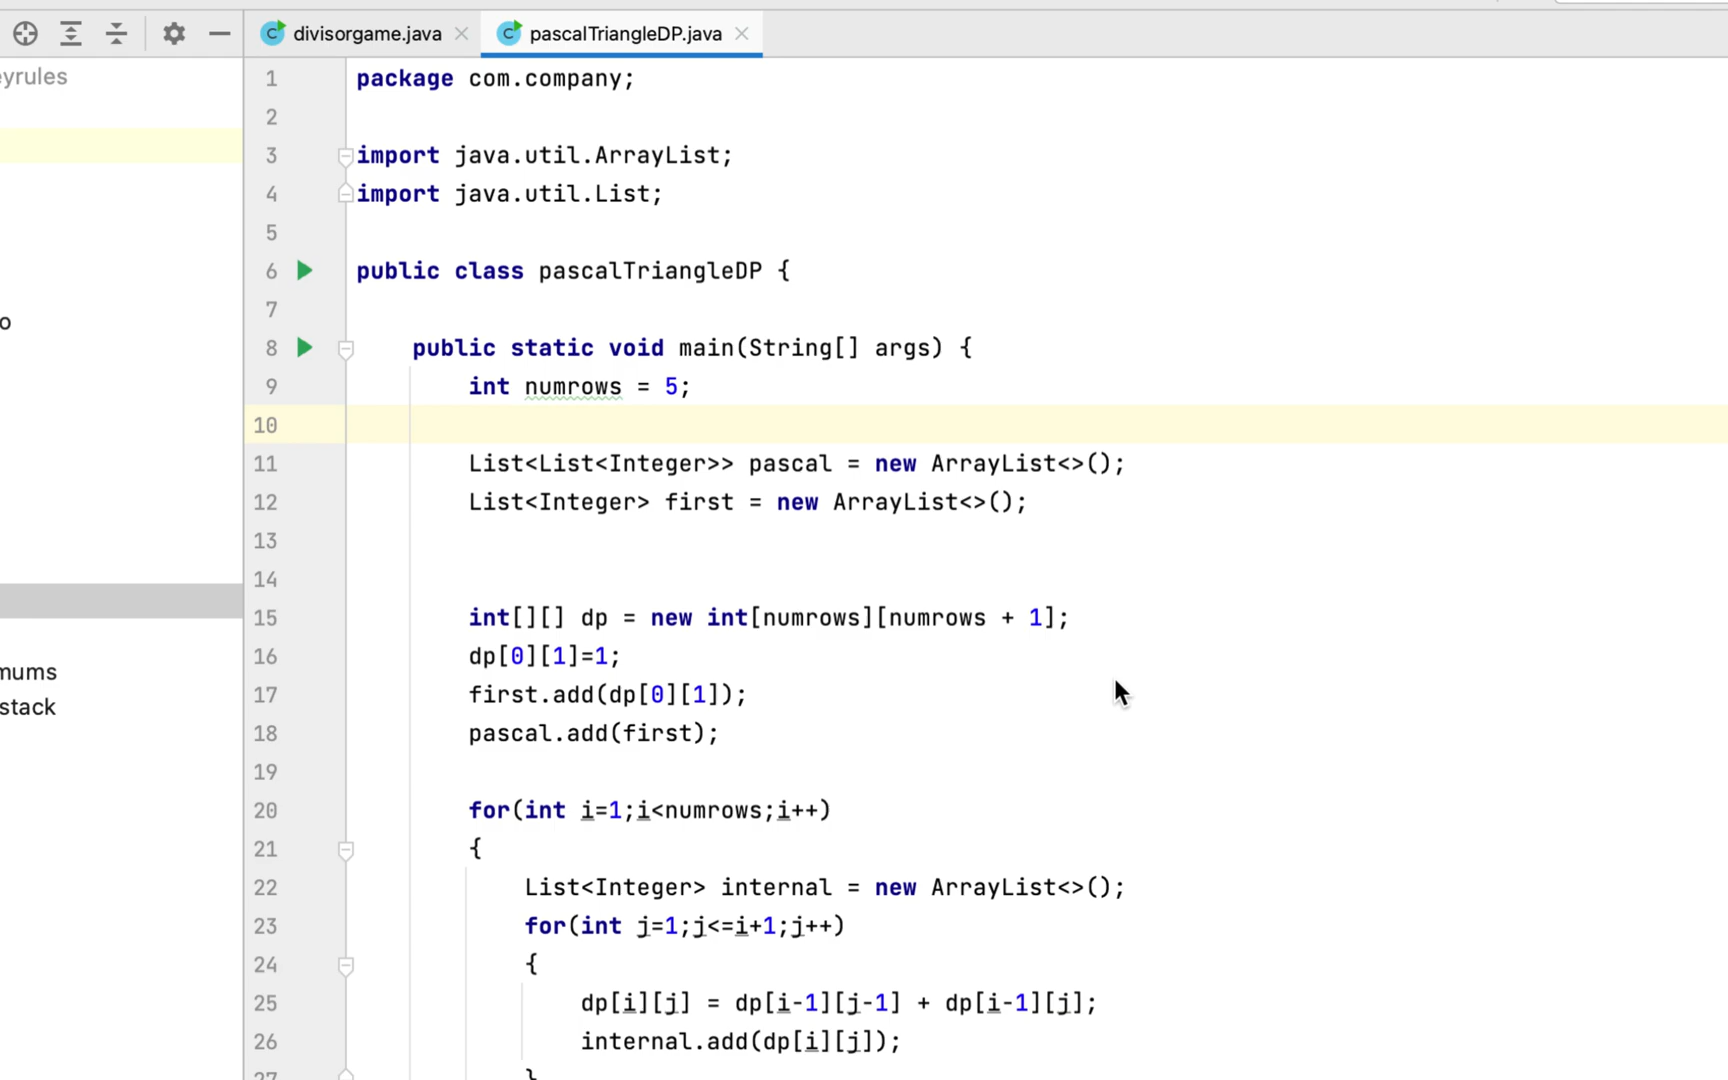 divisorgame.java
pascalTriangleDP.java
eyrules
o
mums
stack
1 package com.company;
2
3 import java.util.ArrayList;
4 import java.util.List;
5
6 public class pascalTriangleDP {
7
8 public static void main(String[] args) {
9 int numrows = 5;
10
11 List<List<Integer>> pascal = new ArrayList<>();
12 List<Integer> first = new ArrayList<>();
13
14
15 int[][] dp = new int[numrows][numrows + 1];
16 dp[0][1]=1;
17 first.add(dp[0][1]);
18 pascal.add(first);
19
20 for(int i=1;i<numrows;i++)
21 {
22 List<Integer> internal = new ArrayList<>();
23 for(int j=1;j<=i+1;j++)
24 {
25 dp[i][j] = dp[i-1][j-1] + dp[i-1][j];
26 internal.add(dp[i][j]);
27 }